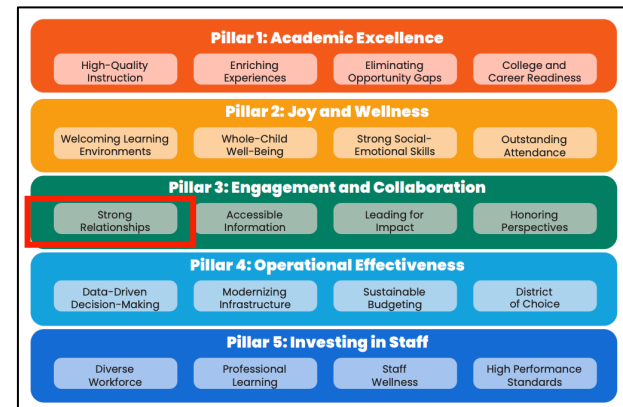 Pillar 1: Academic Excellence
High-Quality Instruction
Enriching Experiences
Eliminating Opportunity Gaps
College and Career Readiness
Pillar 2: Joy and Wellness
Welcoming Learning Environments
Whole-Child Well-Being
Strong Social-Emotional Skills
Outstanding Attendance
Pillar 3: Engagement and Collaboration
Strong Relationships
Accessible Information
Leading for Impact
Honoring Perspectives
Pillar 4: Operational Effectiveness
Data-Driven Decision-Making
Modernizing Infrastructure
Sustainable Budgeting
District of Choice
Pillar 5: Investing in Staff
Diverse Workforce
Professional Learning
Staff Wellness
High Performance Standards